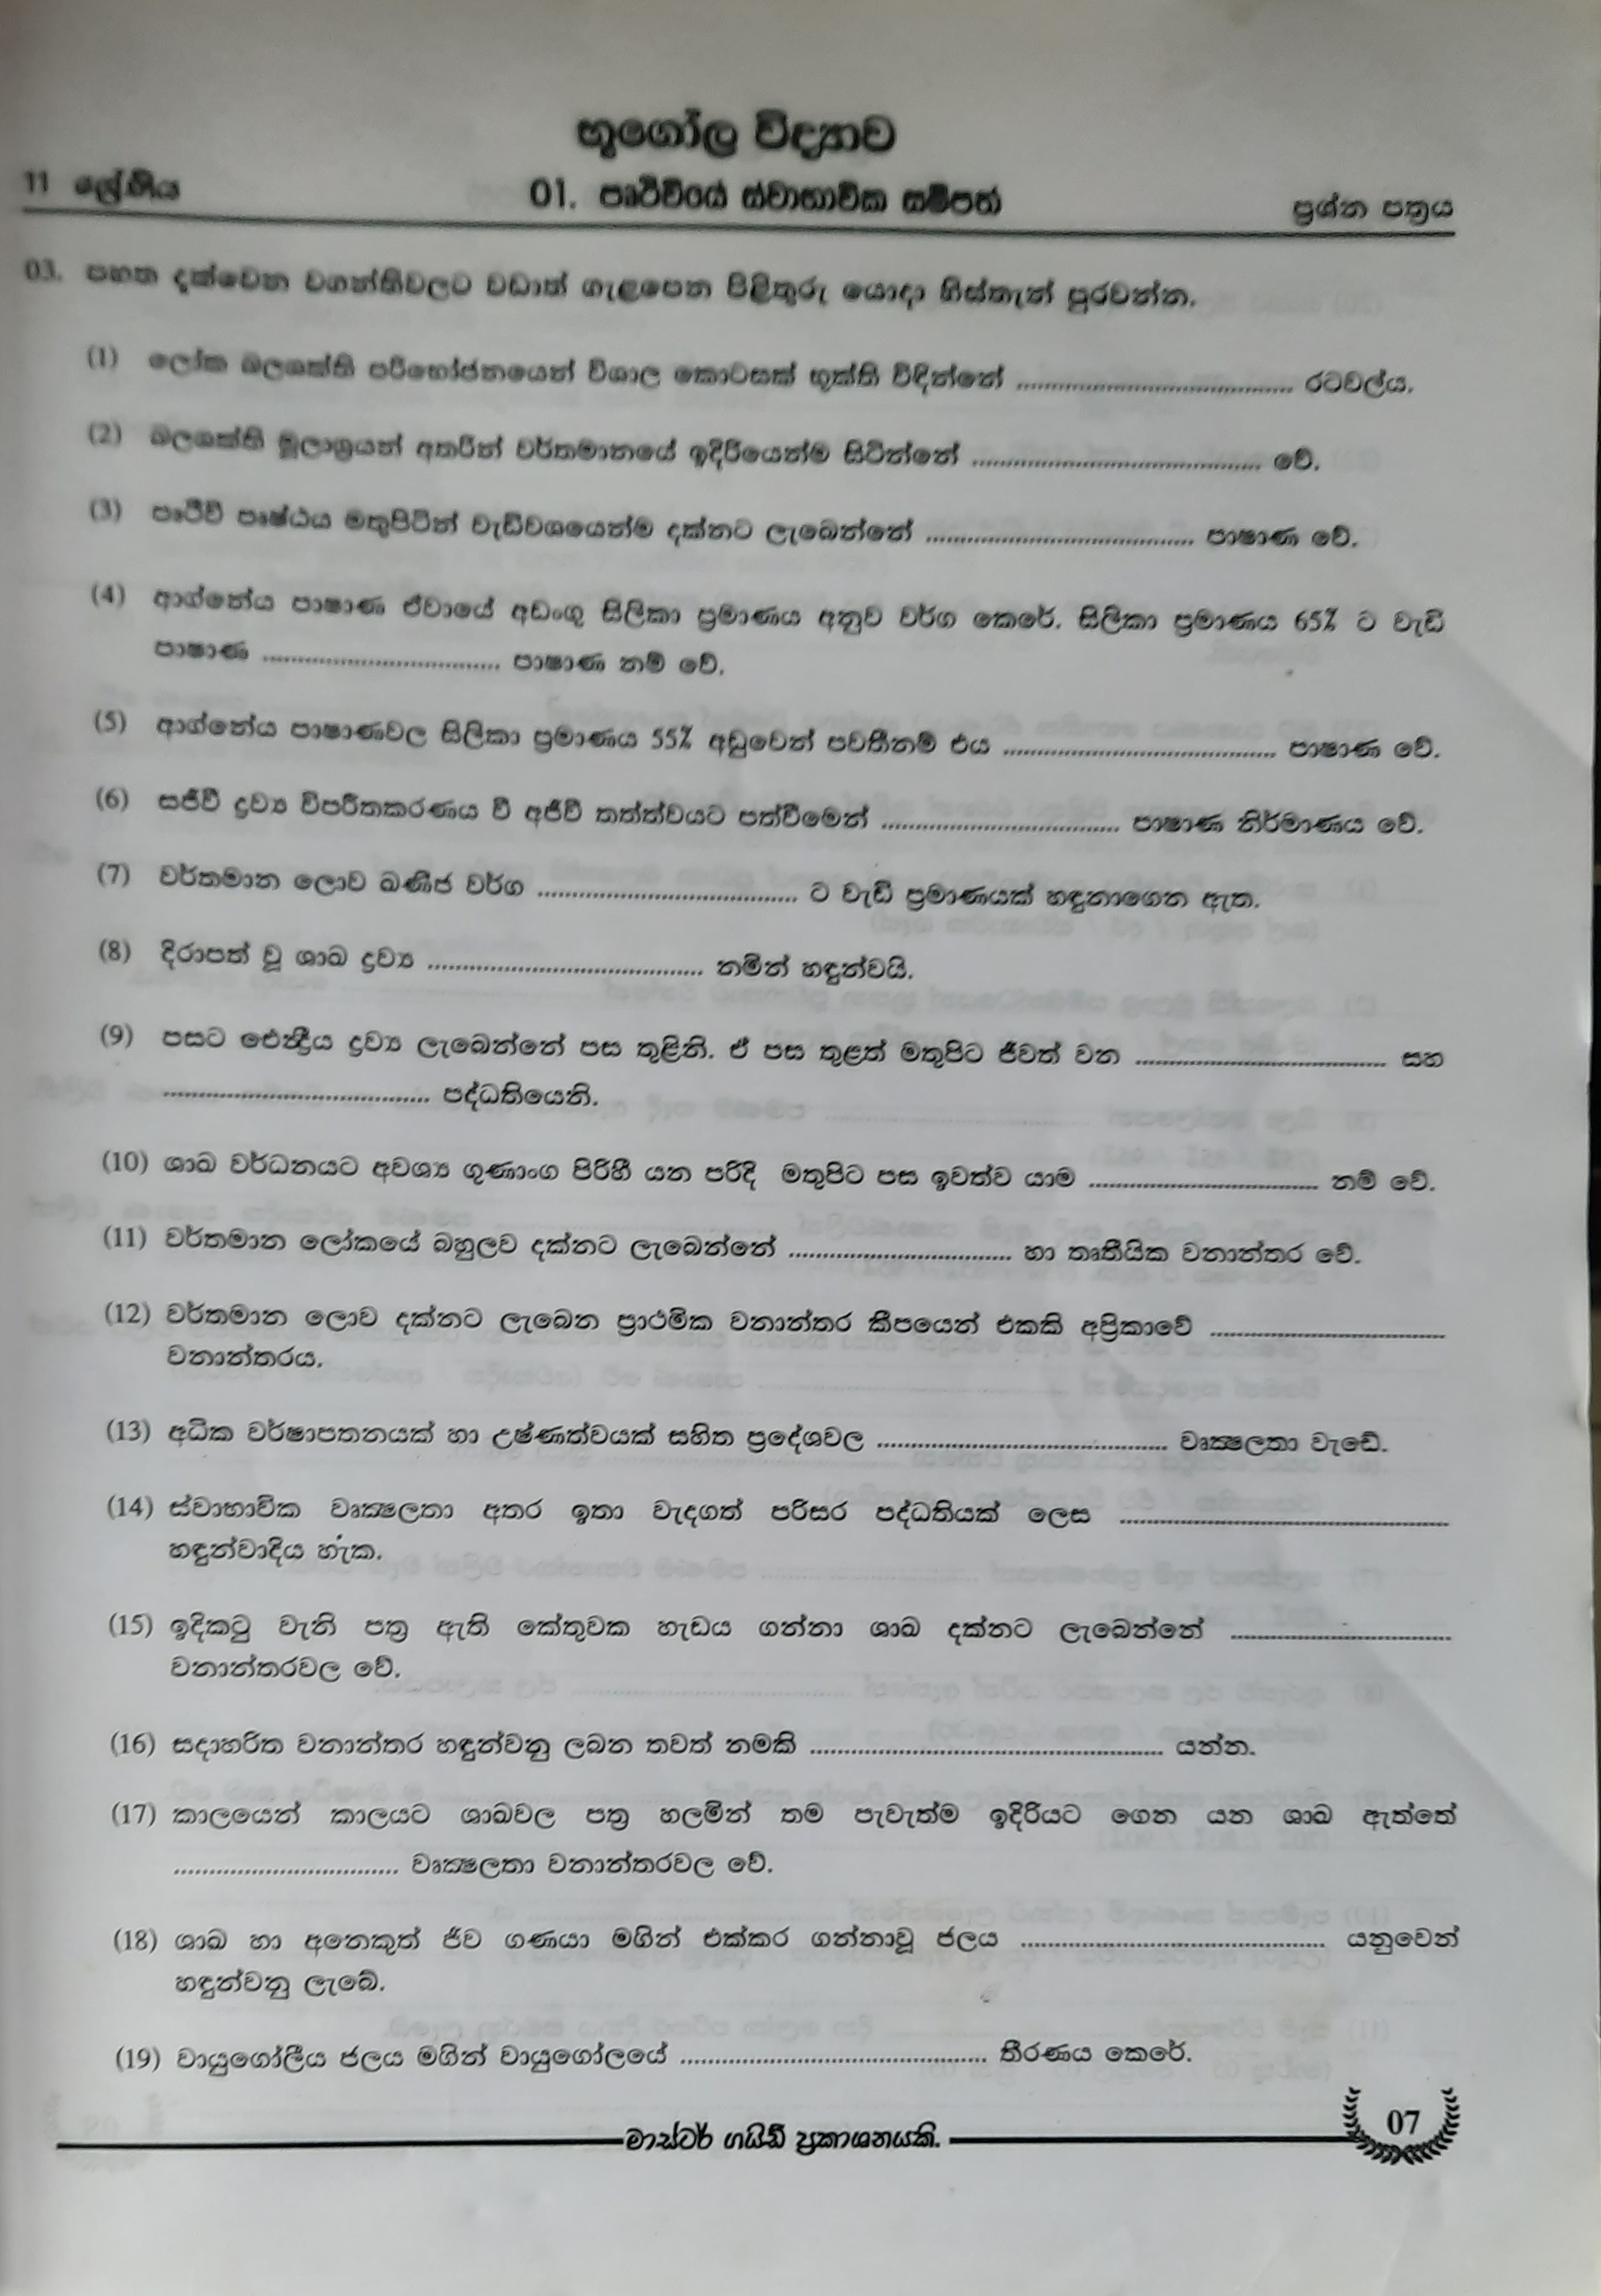 භූගෝල විද්‍යාව
11 ශ්‍රේණිය
01. පෘථිවියේ ස්වාභාවික සම්පත්
ප්‍රශ්න පත්‍රය
03. පහත දැක්වෙන වගන්තිවලට වඩාත් ගැළපෙන පිළිතුරු යොදා හිස්තැන් පුරවන්න.
(1) ලෝක බලශක්ති පරිභෝජනයෙන් විශාල කොටසක් භුක්ති විඳින්නේ ........................................ රටවල්ය.
(2) බලශක්ති මූලාශ්‍රයන් අතරින් වර්තමානයේ ඉදිරියෙන්ම සිටින්නේ ........................................ වේ.
(3) පෘථිවි පෘෂ්ඨය මතුපිටින් වැඩිවශයෙන්ම දක්නට ලැබෙන්නේ ........................................ පාෂාණ වේ.
(4) ආග්නේය පාෂාණ ඒවායේ අඩංගු සිලිකා ප්‍රමාණය අනුව වර්ග කෙරේ. සිලිකා ප්‍රමාණය 65% ට වැඩි
පාෂාණ ................................... පාෂාණ නම් වේ.
(5) ආග්නේය පාෂාණවල සිලිකා ප්‍රමාණය 55% අඩුවෙන් පවතීනම් එය ........................................ පාෂාණ වේ.
(6) සජීවී ද්‍රව්‍ය විපරීතකරණය වී අජීවී තත්ත්වයට පත්වීමෙන් ................................... පාෂාණ නිර්මාණය වේ.
(7) වර්තමාන ලොව ඛණිජ වර්ග ...................................... ට වැඩි ප්‍රමාණයක් හඳුනාගෙන ඇත.
(8) දිරාපත් වූ ශාඛ ද්‍රව්‍ය ........................................ නමින් හඳුන්වයි.
(9) පසට ඓන්ද්‍රීය ද්‍රව්‍ය ලැබෙන්නේ පස තුළිනි. ඒ පස තුළත් මතුපිට ජීවත් වන ..................................... සහ
....................................... පද්ධතියෙනි.
(10) ශාඛ වර්ධනයට අවශ්‍ය ගුණාංග පිරිහී යන පරිදි මතුපිට පස ඉවත්ව යාම .................................. නම් වේ.
(11) වර්තමාන ලෝකයේ බහුලව දක්නට ලැබෙන්නේ ................................. හා තෘතීයික වනාන්තර වේ.
(12) වර්තමාන ලොව දක්නට ලැබෙන ප්‍රාථමික වනාන්තර කීපයෙන් එකකි අප්‍රිකාවේ ...................................
වනාන්තරය.
(13) අධික වර්ෂාපතනයක් හා උෂ්ණත්වයක් සහිත ප්‍රදේශවල ........................................... වෘක්‍ෂලතා වැඩේ.
(14) ස්වාභාවික වෘක්‍ෂලතා අතර ඉතා වැදගත් පරිසර පද්ධතියක් ලෙස .................................................
හඳුන්වාදිය හැක.
(15) ඉදිකටු වැනි පත්‍ර ඇති කේතුවක හැඩය ගන්නා ශාඛ දක්නට ලැබෙන්නේ .................................
වනාන්තරවල වේ.
(16) සදාහරිත වනාන්තර හඳුන්වනු ලබන තවත් නමකි .................................................... යන්න.
(17) කාලයෙන් කාලයට ශාඛවල පත්‍ර හලමින් තම පැවැත්ම ඉදිරියට ගෙන යන ශාඛ ඇත්තේ
................................. වෘක්‍ෂලතා වනාන්තරවල වේ.
(18) ශාඛ හා අනෙකුත් ජීව ගණයා මගින් එක්කර ගන්නාවූ ජලය ............................................. යනුවෙන්
හඳුන්වනු ලැබේ.
(19) වායුගෝලීය ජලය මගින් වායුගෝලයේ ............................................. තීරණය කෙරේ.
මාස්ටර් ගයිඩ් ප්‍රකාශනයකි.
07